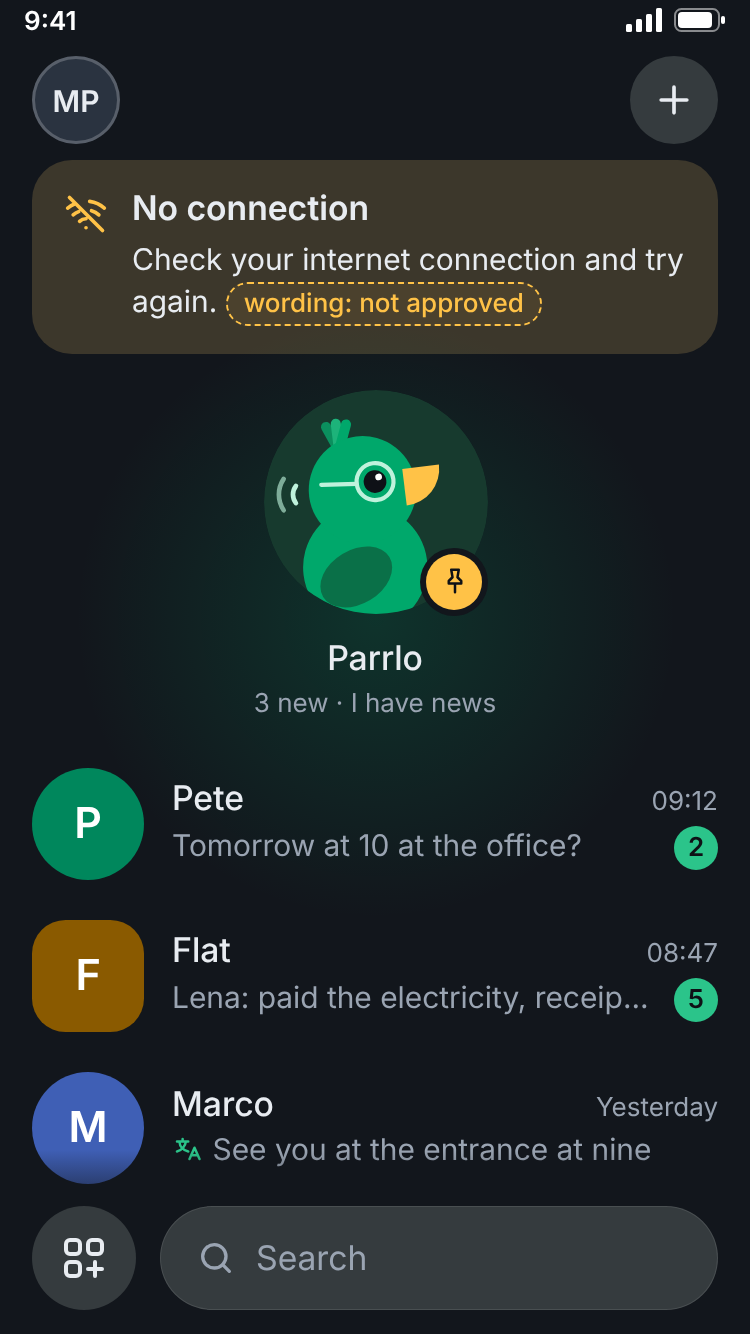 9:41
MP
No connection
Check your internet connection and try
again. wording: not approved
Parrlo
3 new · I have news
P
Pete
09:12
Tomorrow at 10 at the office?
2
F
Flat
08:47
Lena: paid the electricity, receip...
5
M
Marco
Yesterday
See you at the entrance at nine
Search